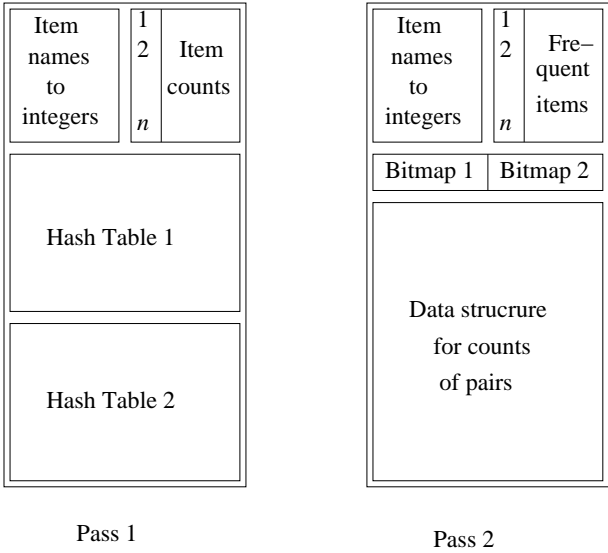 Item
names
to
integers
1
2
n
Item
counts
Hash Table 1
Hash Table 2
Pass 1
Item
names
to
integers
1
2
n
Fre−
quent
items
Bitmap 1
Bitmap 2
Data strucrure
for counts
of pairs
Pass 2